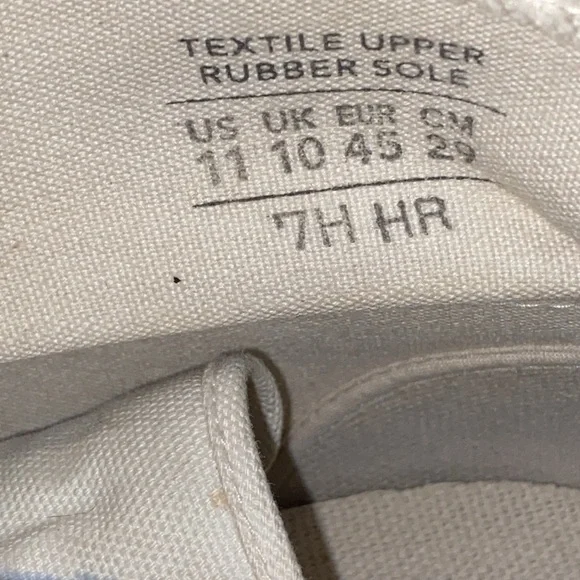 TEXTILE UPPER
RUBBER SOLE
US UK EUR CM
11 10 45 29
7H HR